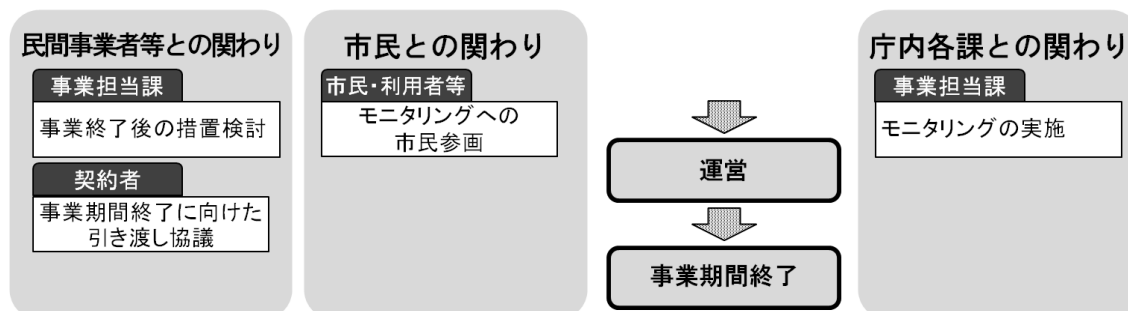 民間事業者等との関わり
事業担当課
事業終了後の措置検討
契約者
事業期間終了に向けた
引き渡し協議
市民との関わり
市民・利用者等
モニタリングへの
市民参画
運営
事業期間終了
庁内各課との関わり
事業担当課
モニタリングの実施